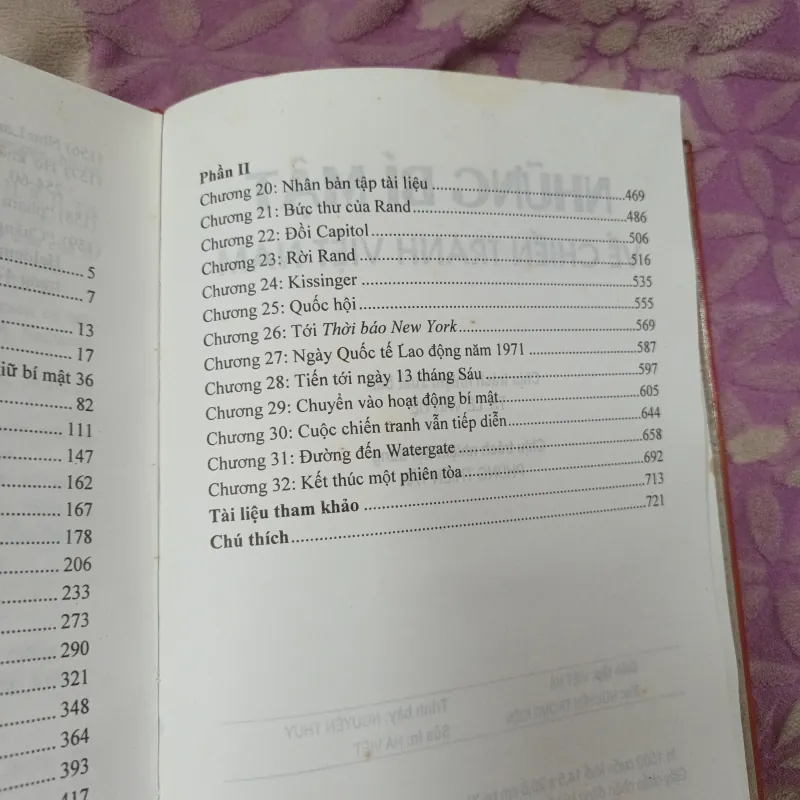 5
7
13
17
iữ bí mật 36
82
111
147
162
167
178
206
233
273
290
321
348
364
393
417
Phần II
Chương 20: Nhân bản tập tài liệu 469
Chương 21: Bức thư của Rand 486
Chương 22: Đồi Capitol 506
Chương 23: Rời Rand 516
Chương 24: Kissinger 535
Chương 25: Quốc hội 555
Chương 26: Tới Thời báo New York 569
Chương 27: Ngày Quốc tế Lao động năm 1971 587
Chương 28: Tiến tới ngày 13 tháng Sáu 597
Chương 29: Chuyển vào hoạt động bí mật 605
Chương 30: Cuộc chiến tranh vẫn tiếp diễn 644
Chương 31: Đường đến Watergate 658
Chương 32: Kết thúc một phiên tòa 692
Tài liệu tham khảo 713
Chú thích 721